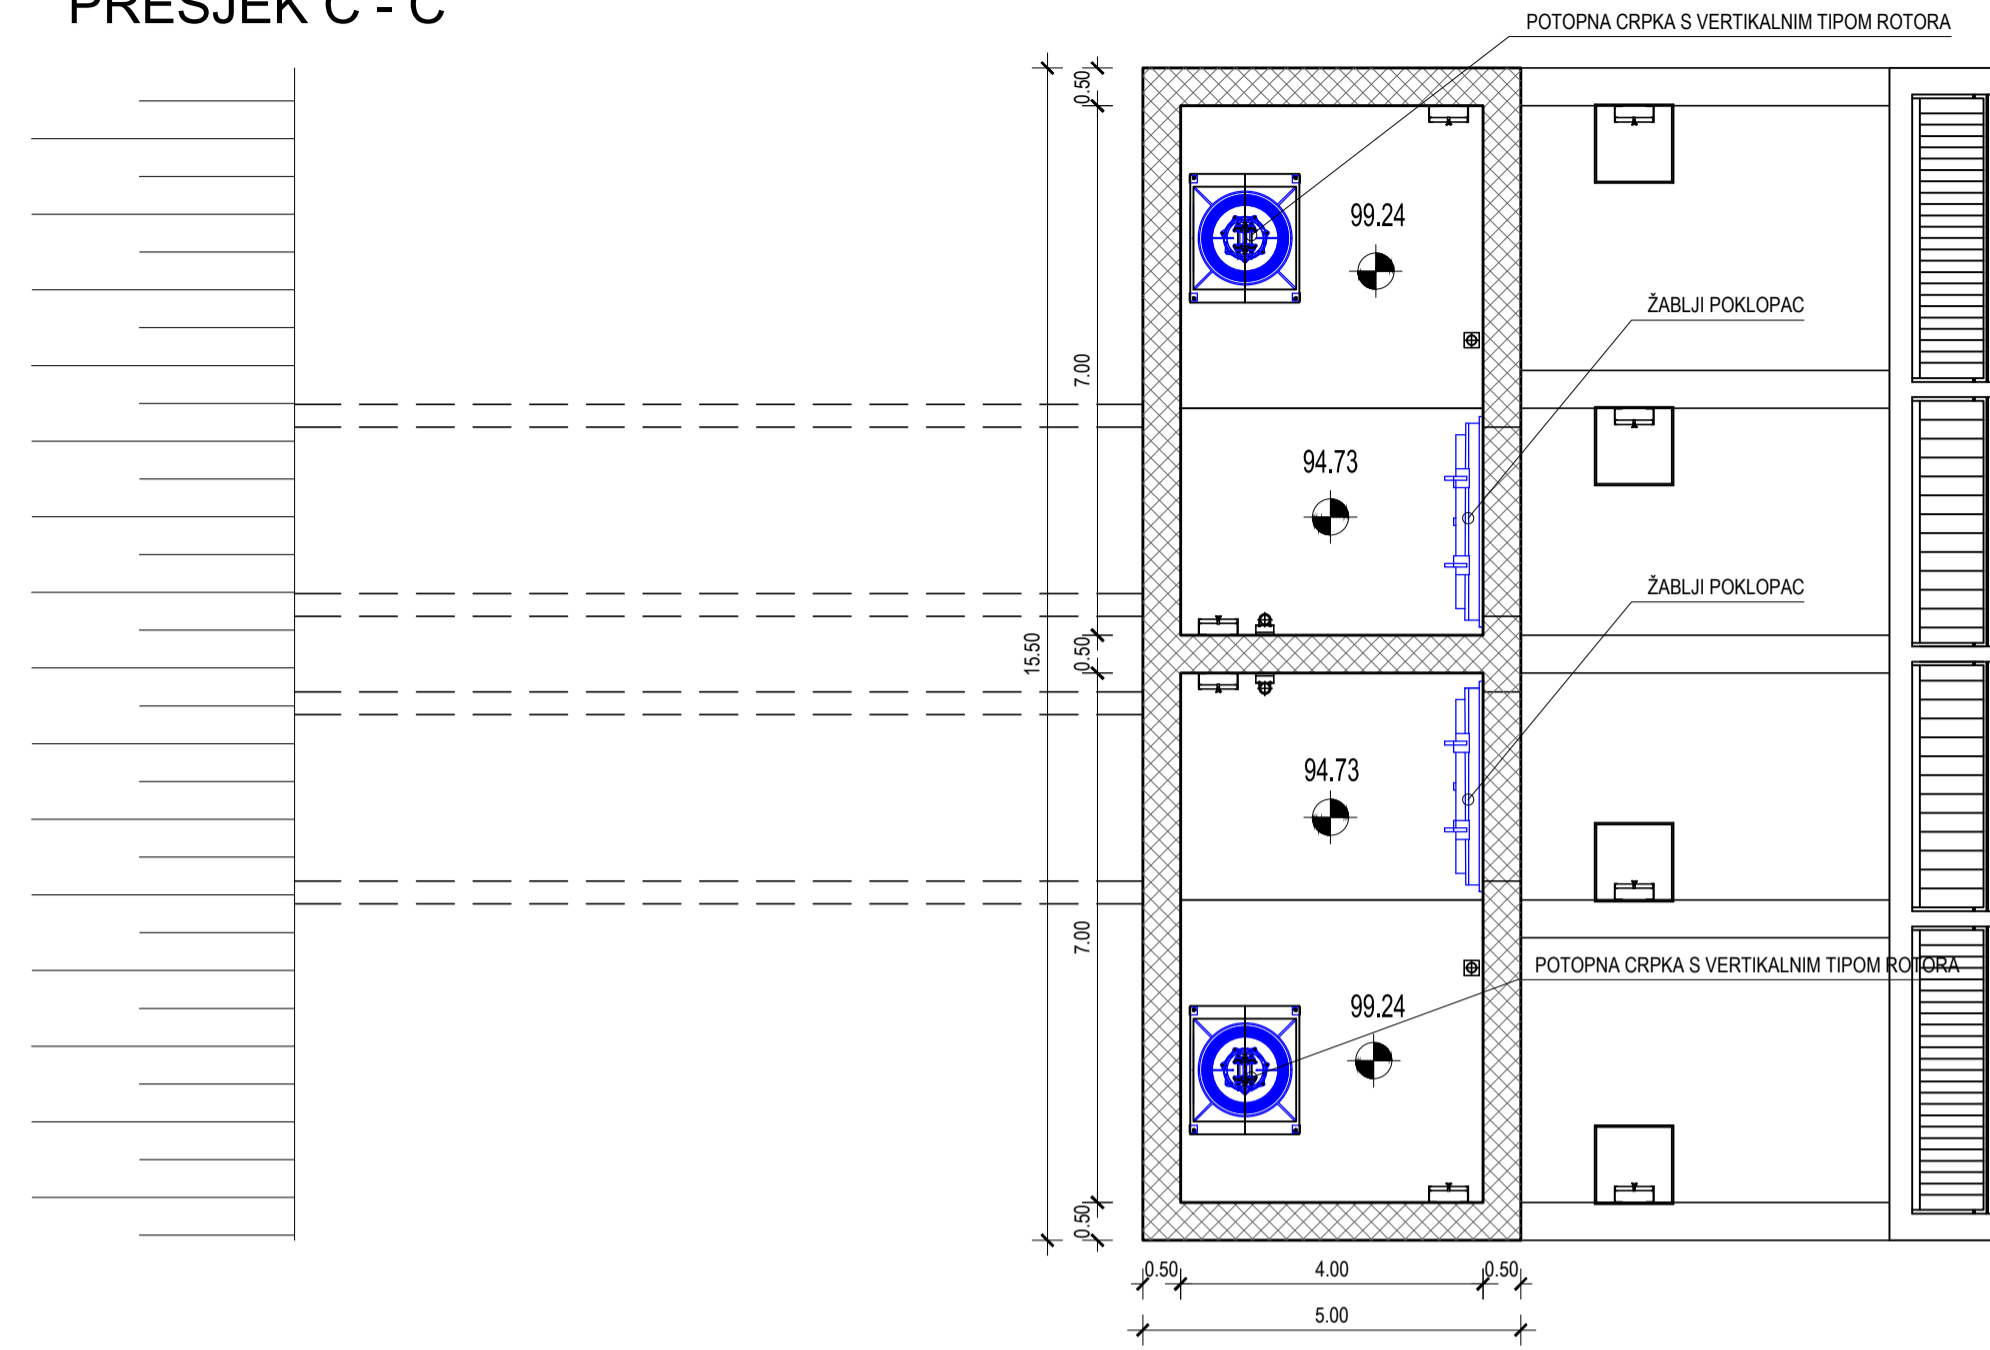 PRESJEK C - C
POTOPNA CRPKA S VERTIKALNIM TIPOM ROTORA
0.50
99.24
ŽABLJI POKLOPAC
7.00
94.73
ŽABLJI POKLOPAC
15.50
0.50
94.73
7.00
POTOPNA CRPKA S VERTIKALNIM TIPOM ROTORA
99.24
0.50
0.50
4.00
0.50
5.00